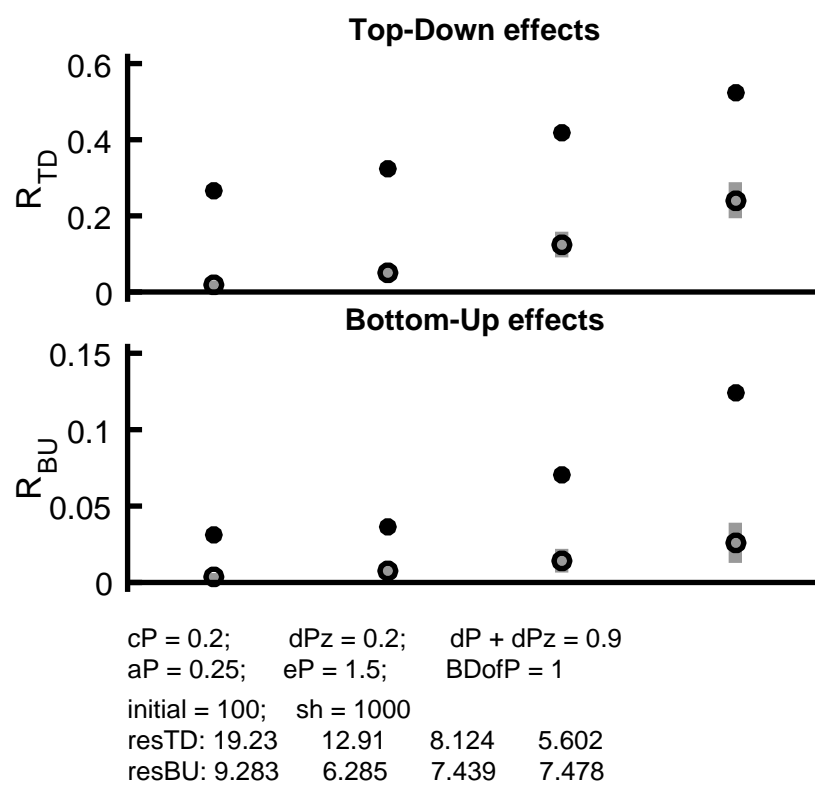 Top-Down effects
0.6
0.4
0.2
0
R_TD
Bottom-Up effects
0.15
0.1
0.05
0
R_BU
cP = 0.2; dPz = 0.2; dP + dPz = 0.9
aP = 0.25; eP = 1.5; BDofP = 1
initial = 100; sh = 1000
resTD: 19.23 12.91 8.124 5.602
resBU: 9.283 6.285 7.439 7.478